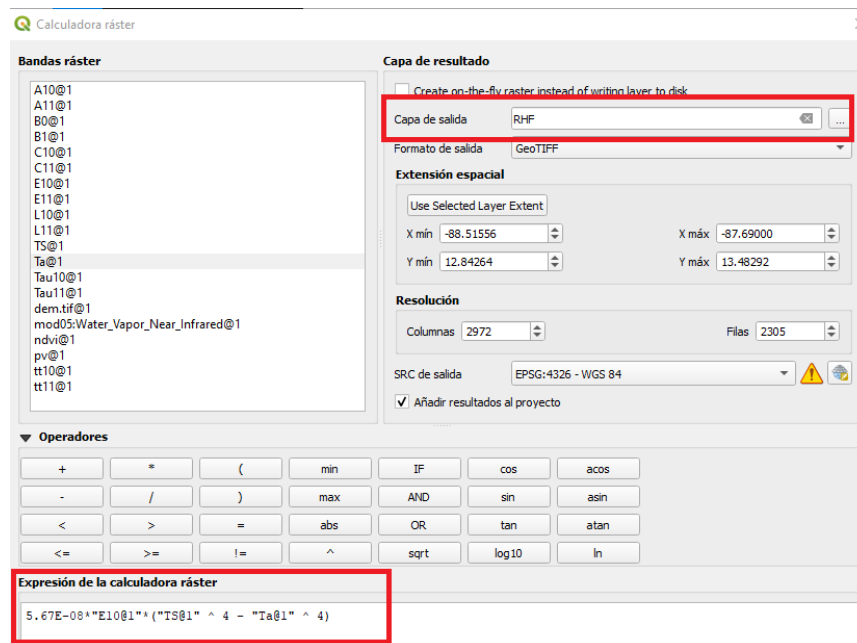 Calculadora ráster
Bandas ráster
A10@1
A11@1
B0@1
B1@1
C10@1
C11@1
E10@1
E11@1
L10@1
L11@1
TS@1
Ta@1
Tau10@1
Tau11@1
dem.tif@1
mod05:Water_Vapor_Near_Infrared@1
ndvi@1
pv@1
tt10@1
tt11@1
Capa de resultado
Create on-the-fly raster instead of writing layer to disk
Capa de salida RHF ...
Formato de salida GeoTIFF
Extensión espacial
Use Selected Layer Extent
X mín -88.51556 X máx -87.69000
Y mín 12.84264 Y máx 13.48292
Resolución
Columnas 2972 Filas 2305
SRC de salida EPSG:4326 - WGS 84
Añadir resultados al proyecto
Operadores
+ * ( min IF cos acos
- / ) max AND sin asin
< > = abs OR tan atan
<= >= != ^ sqrt log10 ln
Expresión de la calculadora ráster
5.67E-08*"E10@1"*("TS@1" ^ 4 - "Ta@1" ^ 4)